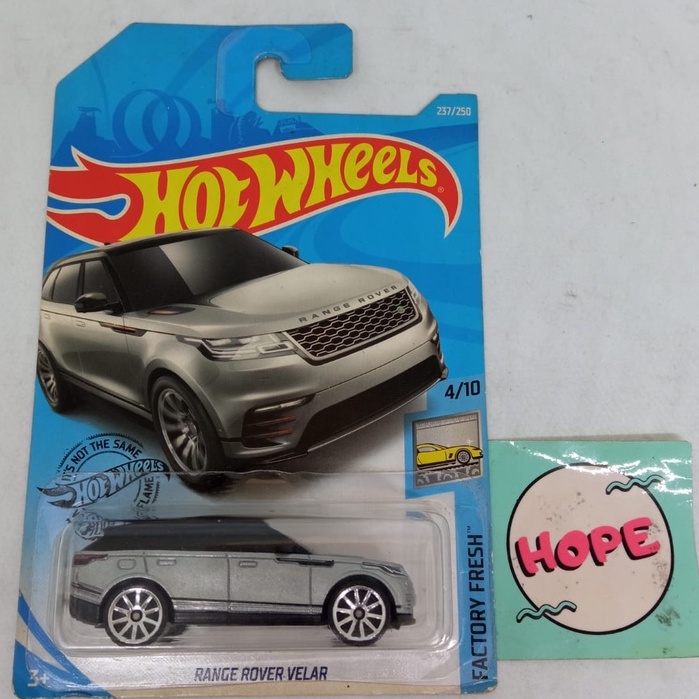 237/250
HOT WHEELS®
RANGE ROVER
4/10
IT'S NOT THE SAME
HOT WHEELS
FLAME
FACTORY FRESH™
3+
RANGE ROVER VELAR
HOPE